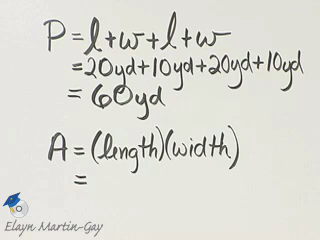 P = l+w+l+w
= 20yd+10yd+20yd+10yd
= 60yd
A = (length)(width)
=
Elayn Martin-Gay